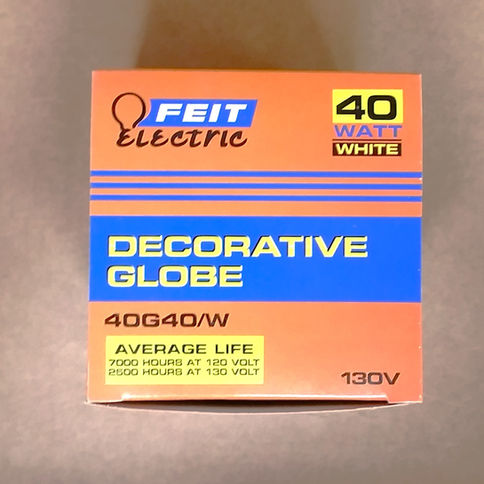 FEIT
Electric
40
WATT
WHITE
DECORATIVE
GLOBE
40G40/W
AVERAGE LIFE
7000 HOURS AT 120 VOLT
2500 HOURS AT 130 VOLT
130V